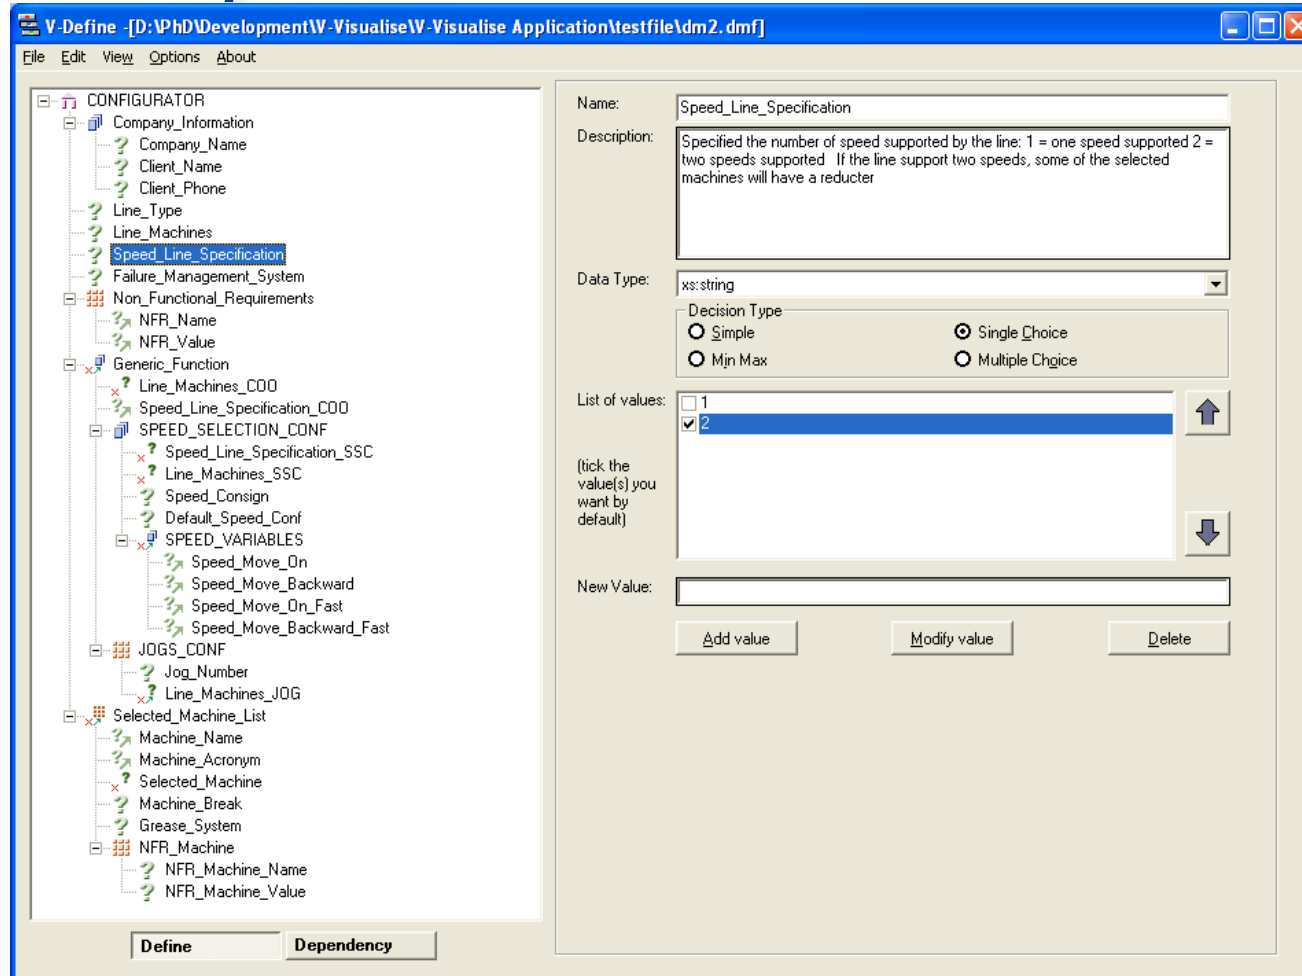 V-Define -[D:\PhD\Development\V-Visualise\V-Visualise Application\testfile\dm2.dmf]
File Edit View Options About
CONFIGURATOR
Company_Information
Company_Name
Client_Name
Client_Phone
Line_Type
Line_Machines
Speed_Line_Specification
Failure_Management_System
Non_Functional_Requirements
NFR_Name
NFR_Value
Generic_Function
Line_Machines_COO
Speed_Line_Specification_COO
SPEED_SELECTION_CONF
Speed_Line_Specification_SSC
Line_Machines_SSC
Speed_Consign
Default_Speed_Conf
SPEED_VARIABLES
Speed_Move_On
Speed_Move_Backward
Speed_Move_On_Fast
Speed_Move_Backward_Fast
JOGS_CONF
Jog_Number
Line_Machines_JOG
Selected_Machine_List
Machine_Name
Machine_Acronym
Selected_Machine
Machine_Break
Grease_System
NFR_Machine
NFR_Machine_Name
NFR_Machine_Value
Define Dependency
Name: Speed_Line_Specification
Description: Specified the number of speed supported by the line: 1 = one speed supported 2 =
two speeds supported If the line support two speeds, some of the selected
machines will have a reducter
Data Type: xs:string
Decision Type
Simple Single Choice
Min Max Multiple Choice
List of values: 1
2
(tick the
value(s) you
want by
default)
New Value:
Add value Modify value Delete